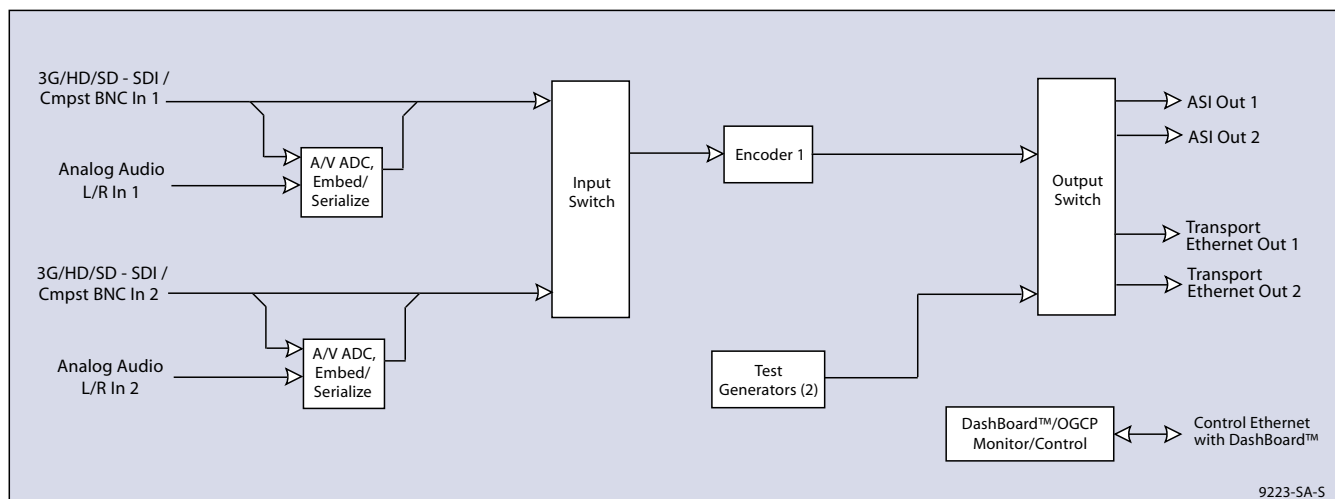 3G/HD/SD - SDI /
Cmpst BNC In 1
Analog Audio
L/R In 1
A/V ADC,
Embed/
Serialize
3G/HD/SD - SDI /
Cmpst BNC In 2
Analog Audio
L/R In 2
A/V ADC,
Embed/
Serialize
Input
Switch
Encoder 1
Test
Generators (2)
Output
Switch
ASI Out 1
ASI Out 2
Transport
Ethernet Out 1
Transport
Ethernet Out 2
DashBoard™/OGCP
Monitor/Control
Control Ethernet
with DashBoard™
9223-SA-S